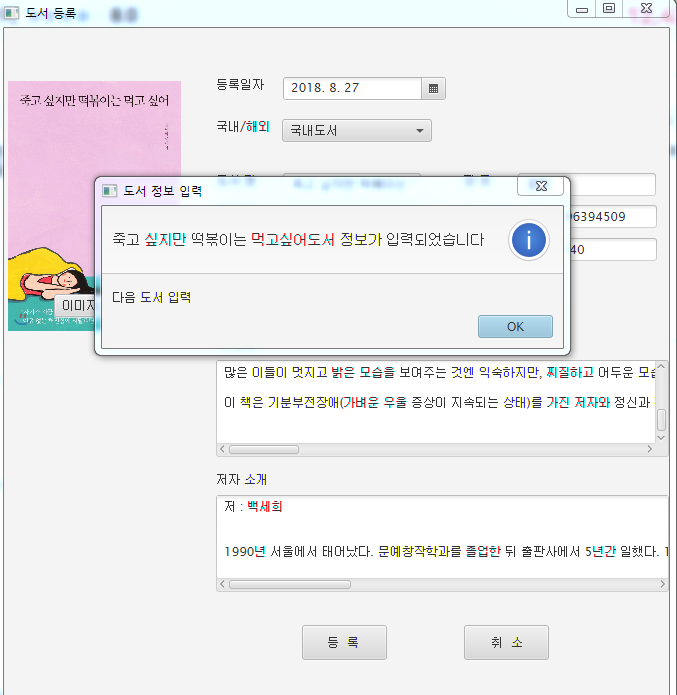 도서 등록
죽고 싶지만 떡볶이는 먹고 싶어
등록일자
2018. 8. 27
국내/해외
국내도서
도서 정보 입력
06394509
40
죽고 싶지만 떡볶이는 먹고싶어도서 정보가 입력되었습니다
다음 도서 입력
OK
이미지
많은 이들이 멋지고 밝은 모습을 보여주는 것엔 익숙하지만, 찌질하고 어두운 모습
이 책은 기분부전장애(가벼운 우울 증상이 지속되는 상태)를 가진 저자와 정신과
저자 소개
저 : 백세희
1990년 서울에서 태어났다. 문예창작학과를 졸업한 뒤 출판사에서 5년간 일했다. 1
등 록
취 소